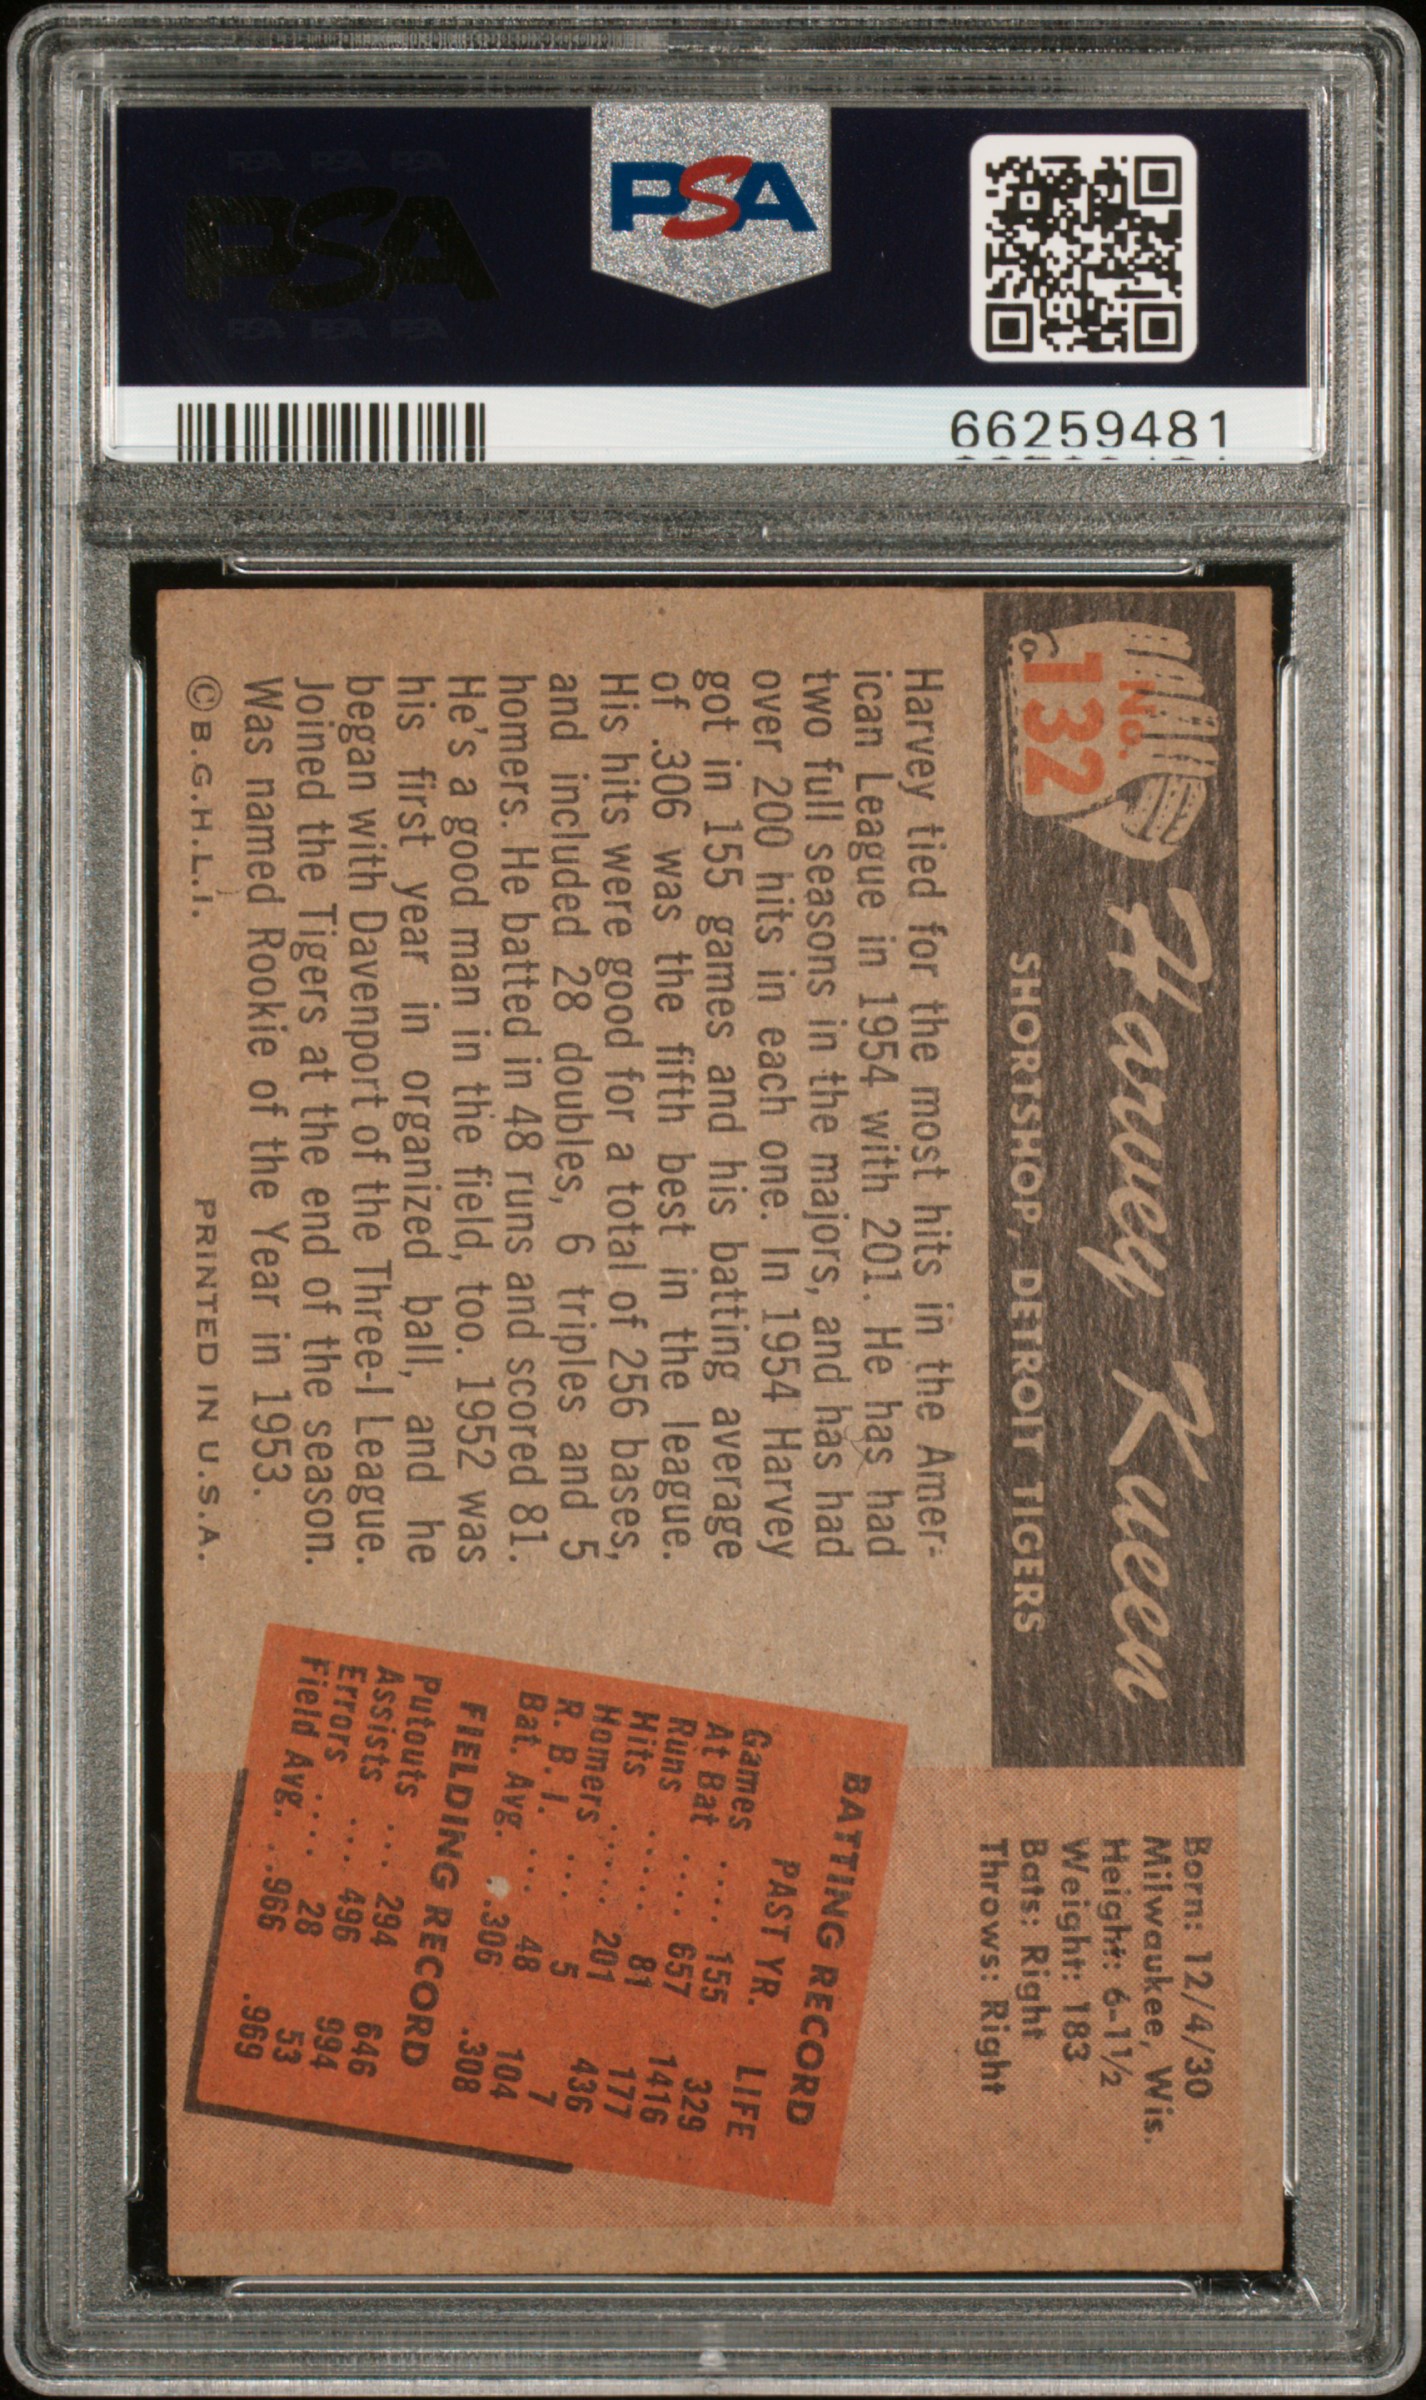 PSA PSA PSA
PSA
PSA PSA PSA
PSA
66259481
No.
132
Harvey Kueen
SHORTSHOP, DETROIT TIGERS
Born: 12/4/30
Milwaukee, Wis.
Height: 6-11½
Weight: 183
Bats: Right
Throws: Right
Harvey tied for the most hits in the Amer-
ican League in 1954 with 201. He has had
two full seasons in the majors, and has had
over 200 hits in each one. In 1954 Harvey
got in 155 games and his batting average
of .306 was the fifth best in the league.
His hits were good for a total of 256 bases,
and included 28 doubles, 6 triples and 5
homers. He batted in 48 runs and scored 81.
He's a good man in the field, too. 1952 was
his first year in organized ball, and he
began with Davenport of the Three-I League.
Joined the Tigers at the end of the season.
Was named Rookie of the Year in 1953.
© B.G.H.L.I. PRINTED IN U.S.A.
BATTING RECORD
PAST YR. LIFE
Games .... 155 329
At Bat .... 657 1416
Runs ..... 81 177
Hits ..... 201 436
Homers ... 5 7
R. B. I. .... 48 104
Bat. Avg. .306 .308
FIELDING RECORD
Putouts ... 294 646
Assists ... 496 994
Errors .... 28 53
Field Avg. ..966 .969